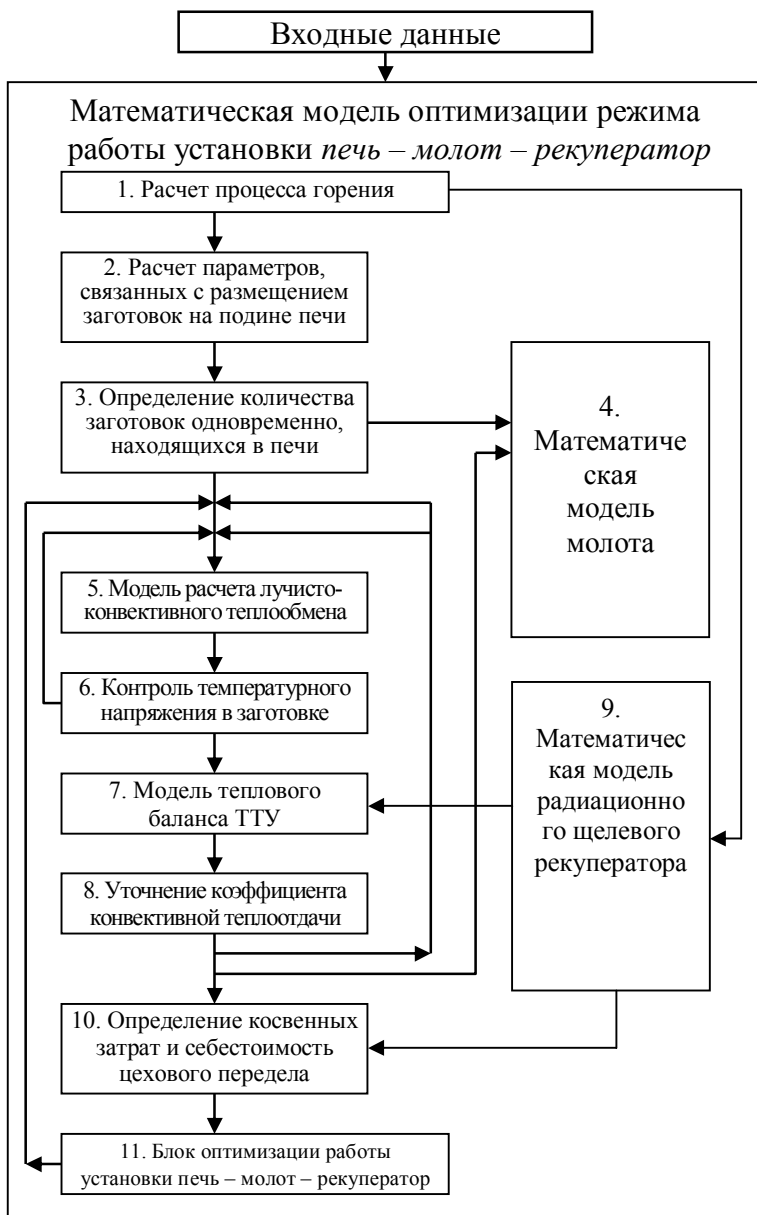 Входные данные
Математическая модель оптимизации режима
работы установки печь – молот – рекуператор
1. Расчет процесса горения
2. Расчет параметров,
связанных с размещением
заготовок на подине печи
3. Определение количества
заготовок одновременно,
находящихся в печи
4.
Математиче
ская
модель
молота
5. Модель расчета лучисто-
конвективного теплообмена
6. Контроль температурного
напряжения в заготовке
7. Модель теплового
баланса ТТУ
8. Уточнение коэффициента
конвективной теплоотдачи
9.
Математичес
кая модель
радиационно
го щелевого
рекуператора
10. Определение косвенных
затрат и себестоимость
цехового передела
11. Блок оптимизации работы
установки печь – молот – рекуператор